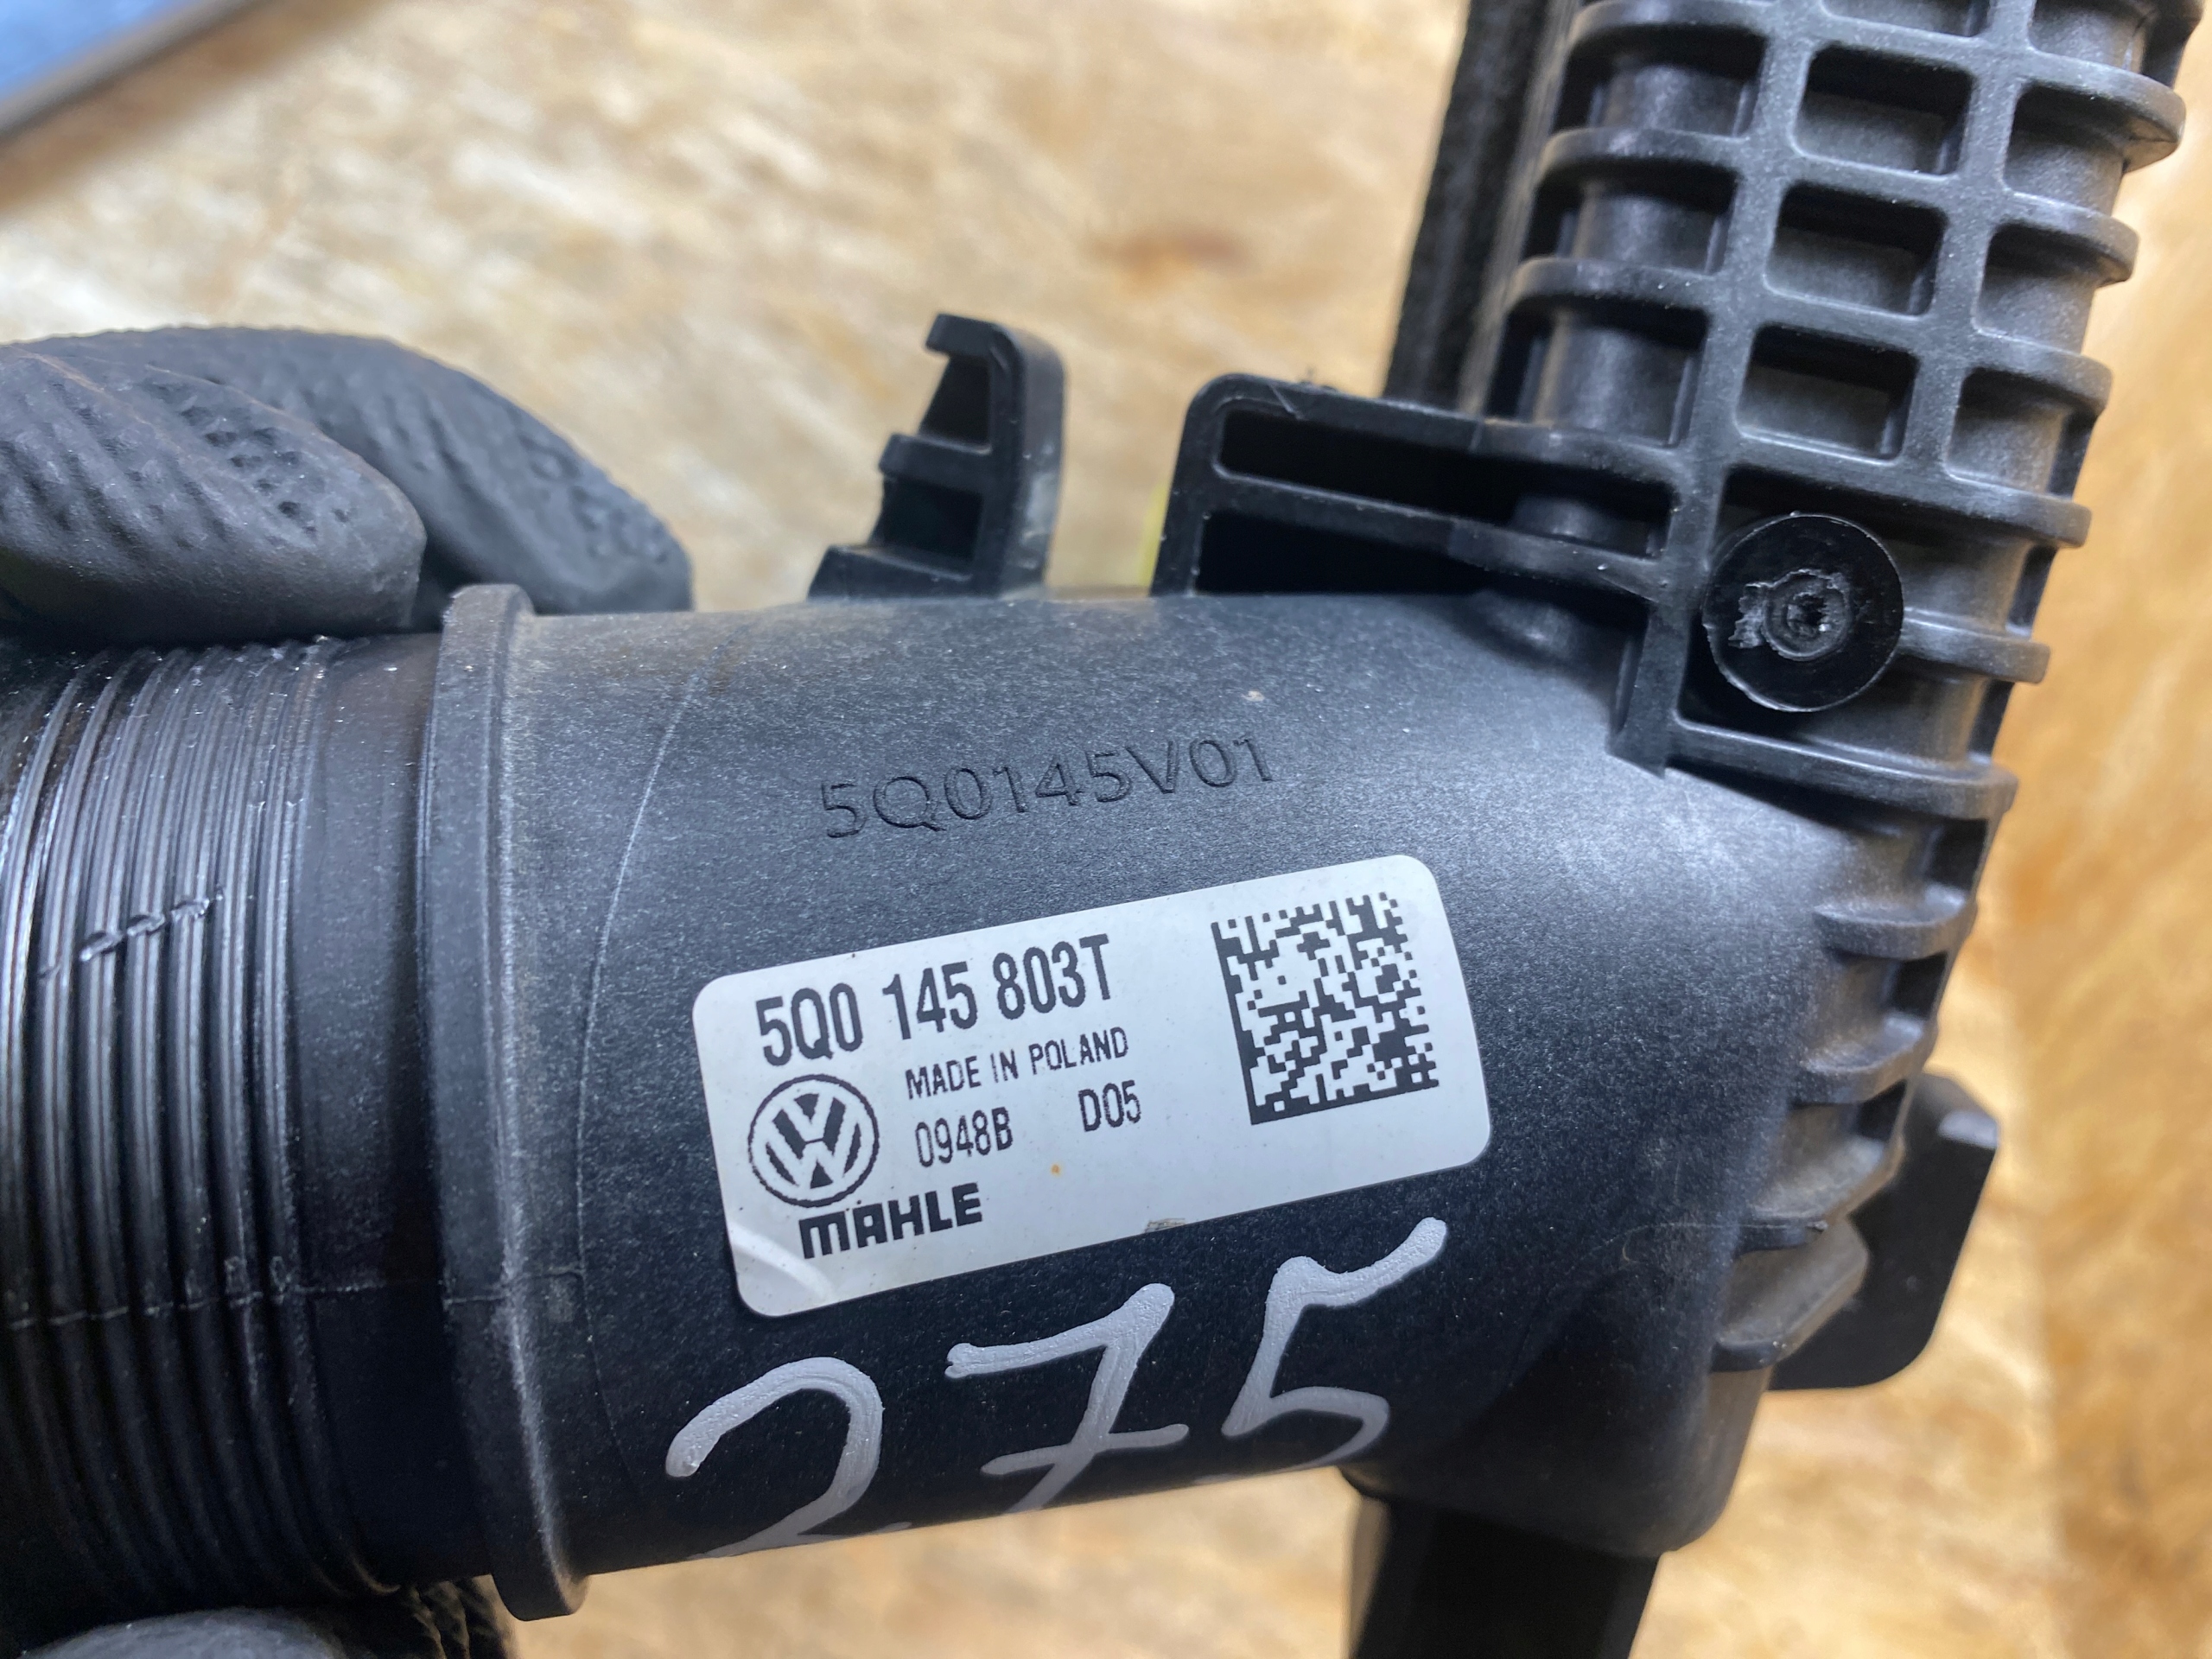 5Q0145V01
5Q0 145 803T
MADE IN POLAND
0948B D05
MAHLE
275